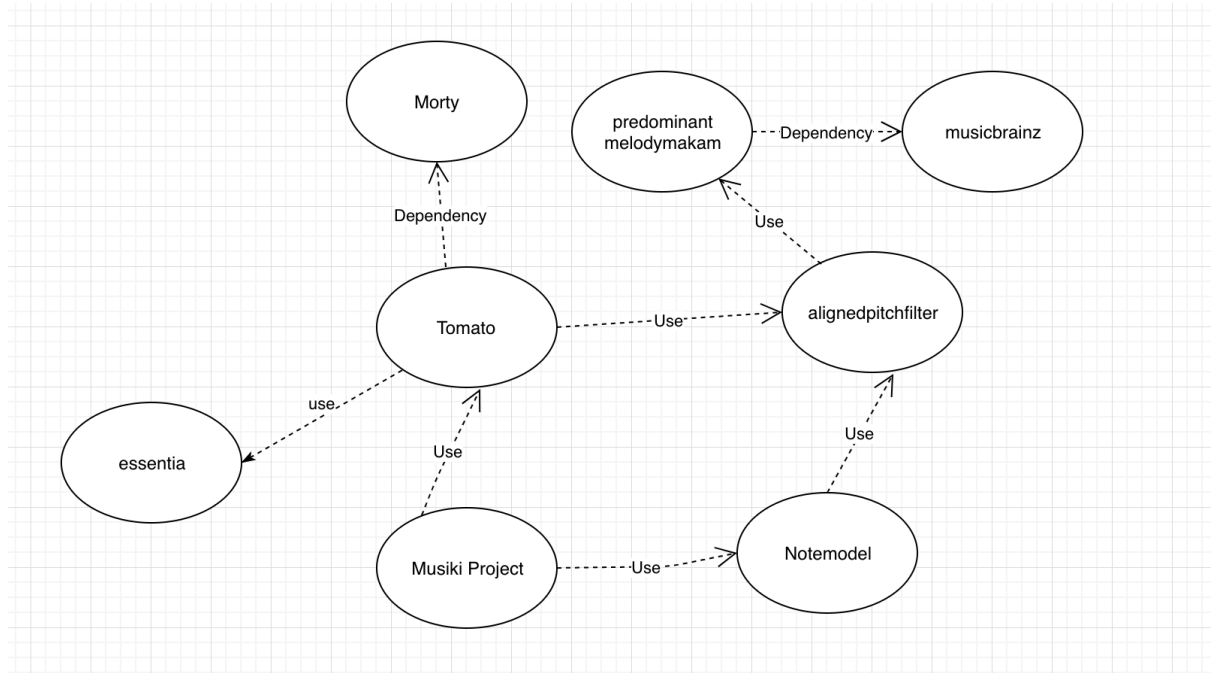 Morty
predominant
melodymakam
Dependency
musicbrainz
Dependency
Use
Tomato
Use
alignedpitchfilter
use
essentia
Use
Use
Musiki Project
Use
Notemodel